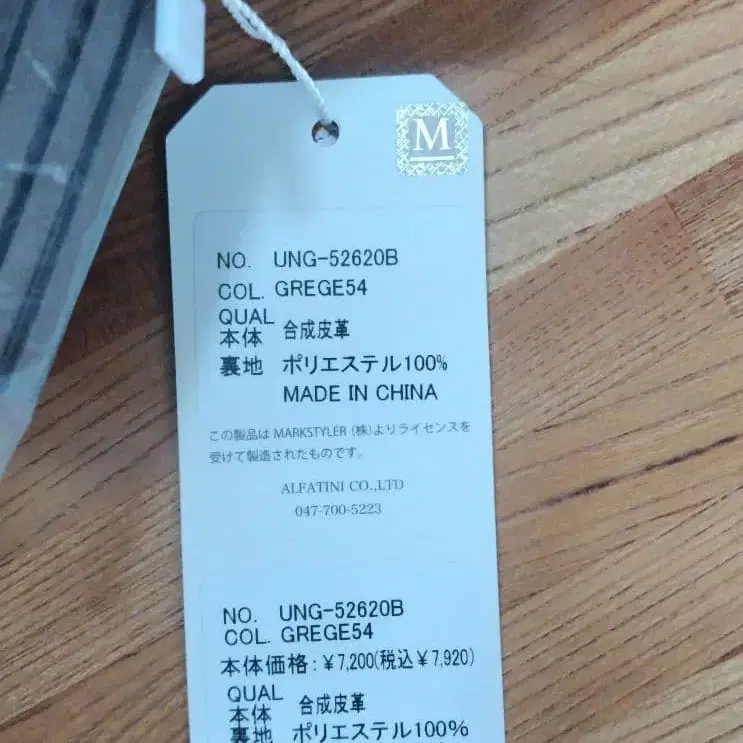 M
NO. UNG-52620B
COL. GREGE54
QUAL
本体 合成皮革
裏地 ポリエステル100%
MADE IN CHINA
この製品は MARKSTYLER (株)よりライセンスを
受けて製造されたものです。
ALFATINI CO.,LTD
047-700-5223
NO. UNG-52620B
COL. GREGE54
本体価格:¥7,200(税込¥7,920)
QUAL
本体 合成皮革
裏地 ポリエステル100%